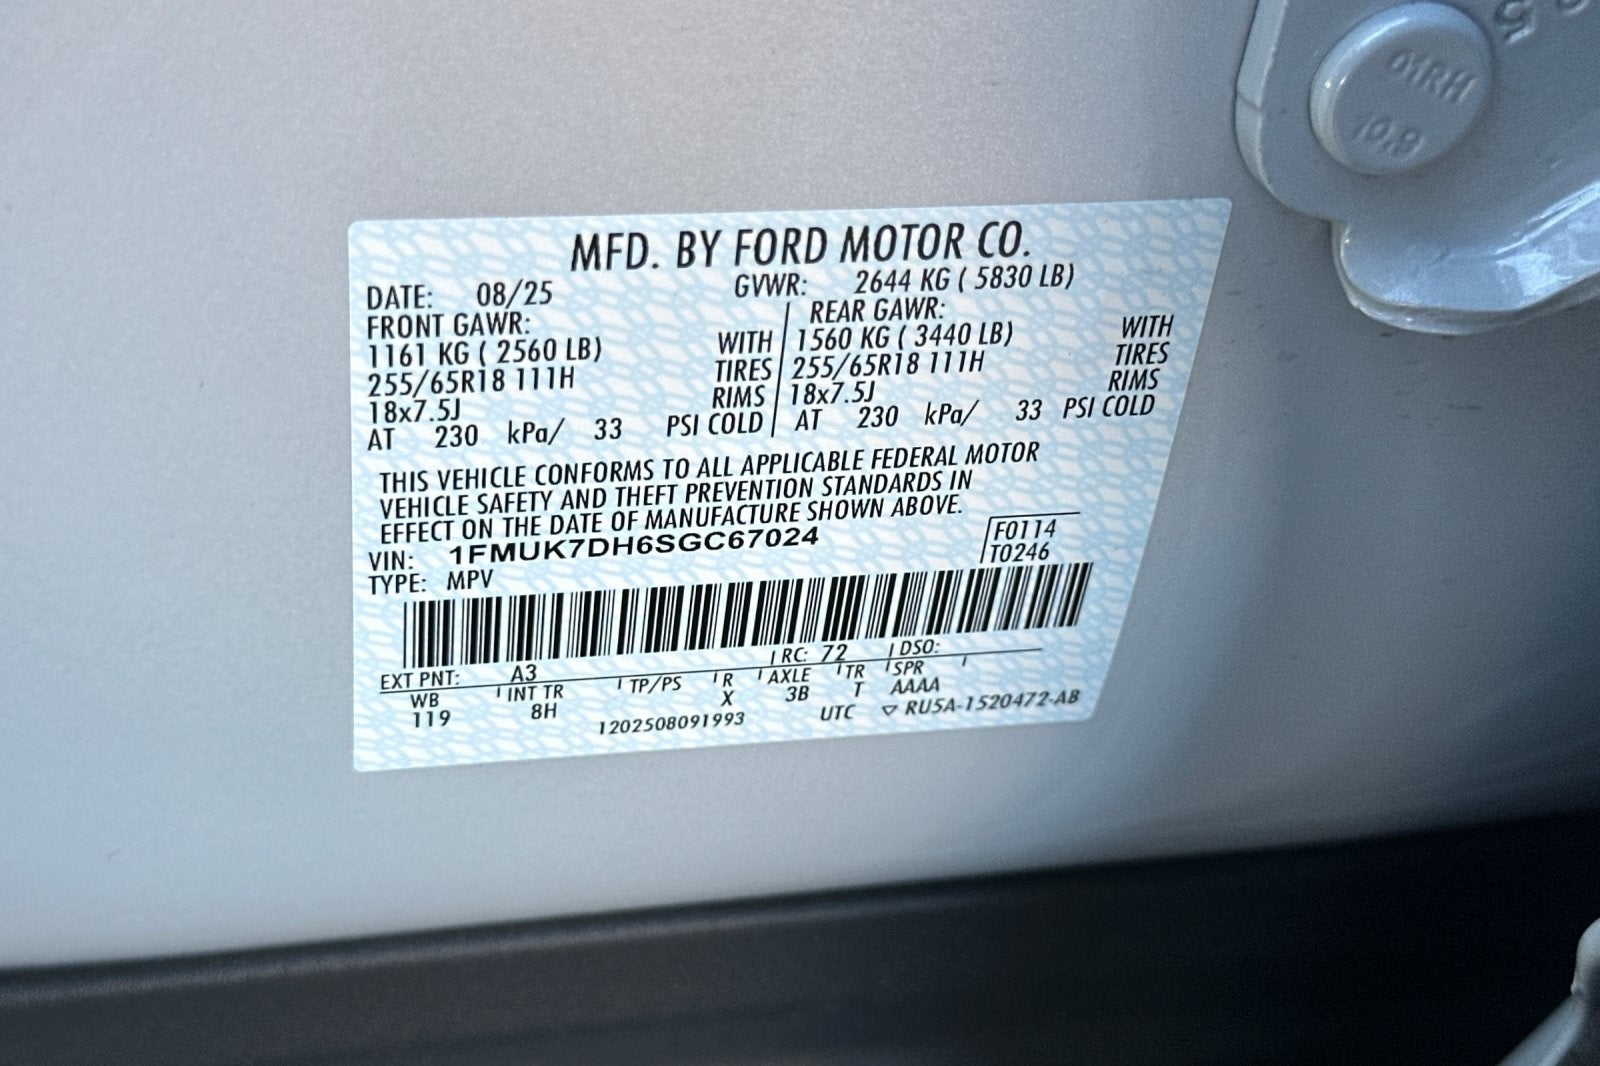 MFD. BY FORD MOTOR CO.
DATE: 08/25 GVWR: 2644 KG ( 5830 LB)
FRONT GAWR: REAR GAWR:
1161 KG ( 2560 LB) WITH 1560 KG ( 3440 LB) WITH
255/65R18 111H TIRES 255/65R18 111H TIRES
18x7.5J RIMS 18x7.5J RIMS
AT 230 kPa/ 33 PSI COLD AT 230 kPa/ 33 PSI COLD
THIS VEHICLE CONFORMS TO ALL APPLICABLE FEDERAL MOTOR
VEHICLE SAFETY AND THEFT PREVENTION STANDARDS IN
EFFECT ON THE DATE OF MANUFACTURE SHOWN ABOVE.
VIN: 1FMUK7DH6SGC67024 F0114
TYPE: MPV T0246
EXT PNT: A3 RC: 72 DSO:
WB INT TR TP/PS R AXLE TR SPR
119 8H X 3B T AAAA
1202508091993 UTC ▽ RU5A-1520472-AB
01RH
10.9